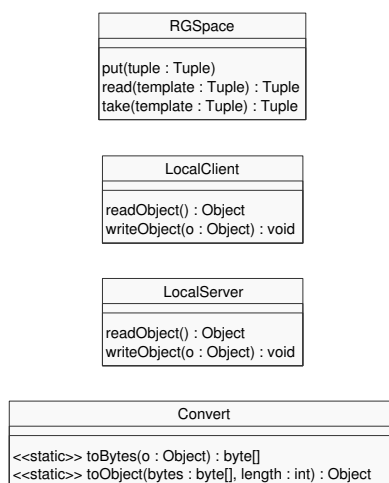 RGSpace
put(tuple : Tuple)
read(template : Tuple) : Tuple
take(template : Tuple) : Tuple
LocalClient
readObject() : Object
writeObject(o : Object) : void
LocalServer
readObject() : Object
writeObject(o : Object) : void
Convert
<<static>> toBytes(o : Object) : byte[]
<<static>> toObject(bytes : byte[], length : int) : Object